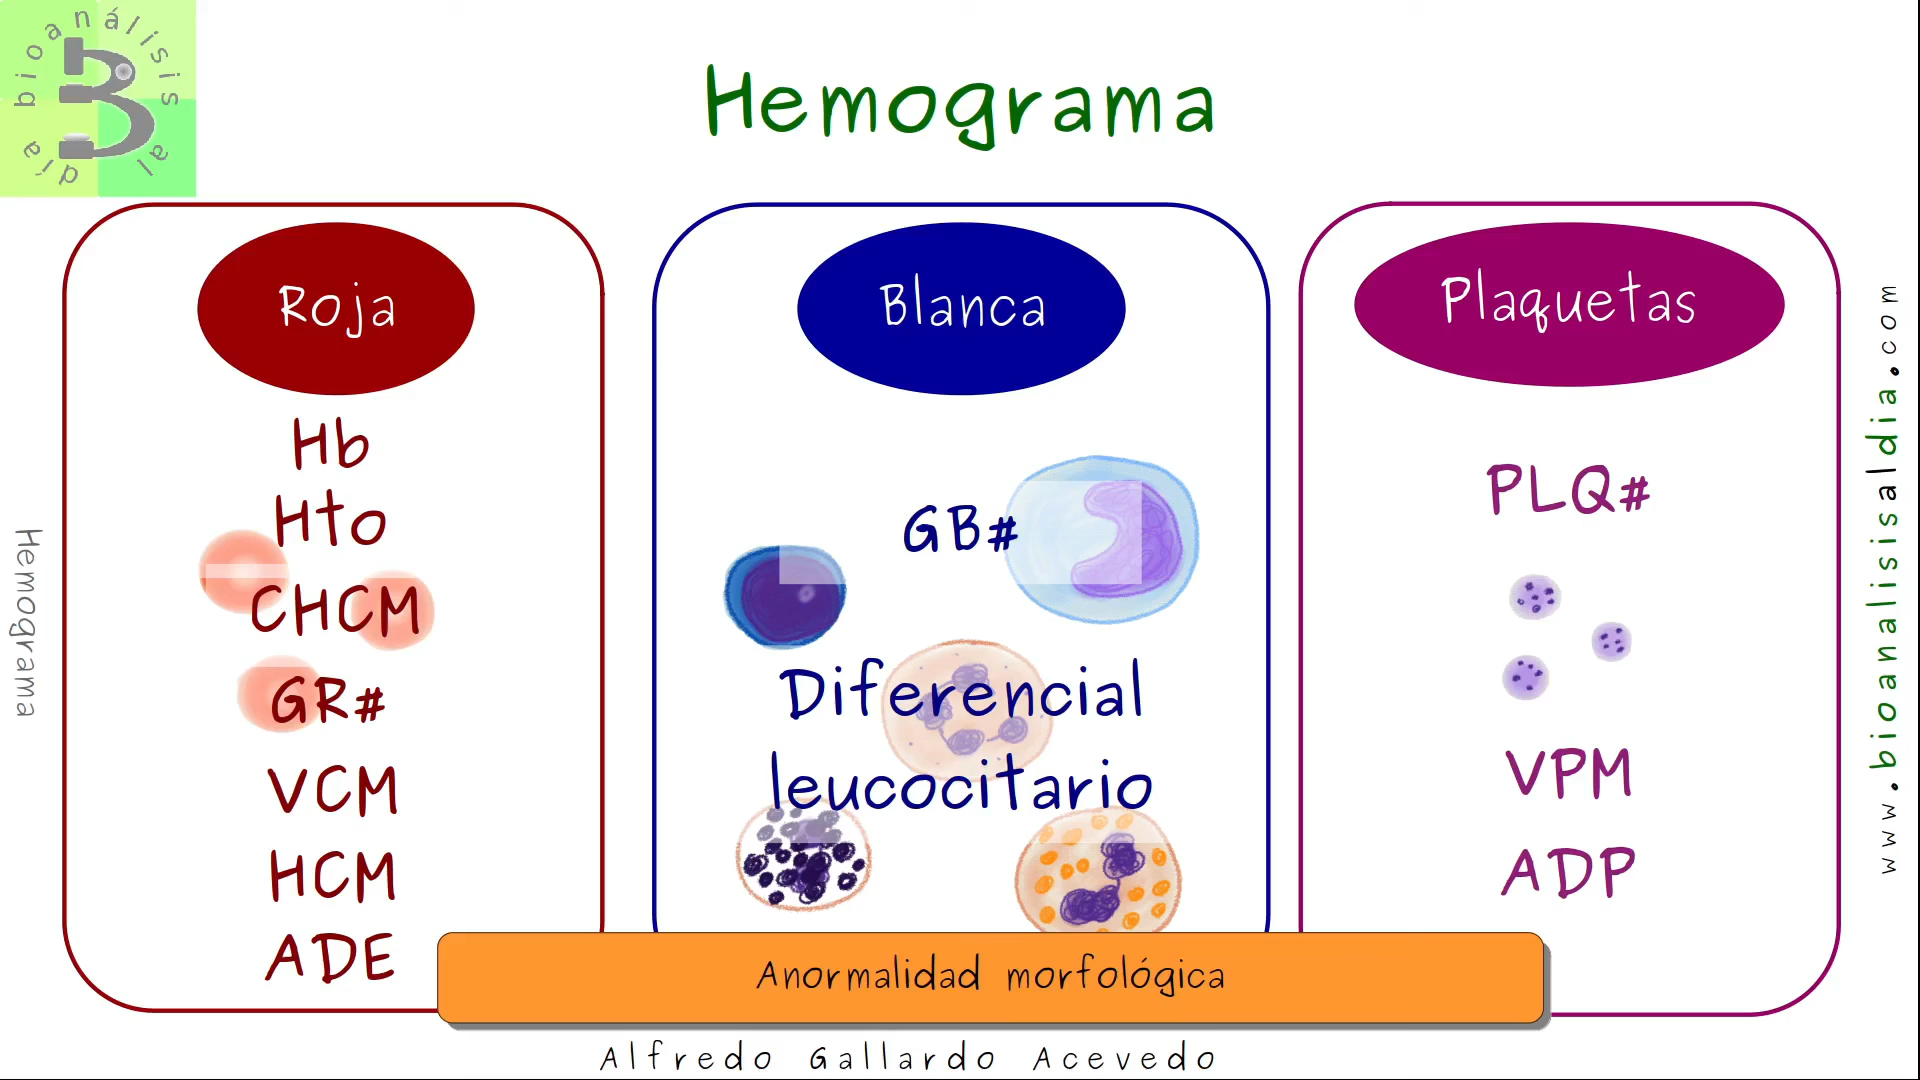 bioanálisis al día
Hemograma
Roja
Hb
Hto
CHCM
GR#
VCM
HCM
ADE
Blanca
GB#
Diferencial
leucocitario
Plaquetas
PLQ#
VPM
ADP
Anormalidad morfológica
Hemograma
www.bioanalisisaldia.com
Alfredo Gallardo Acevedo